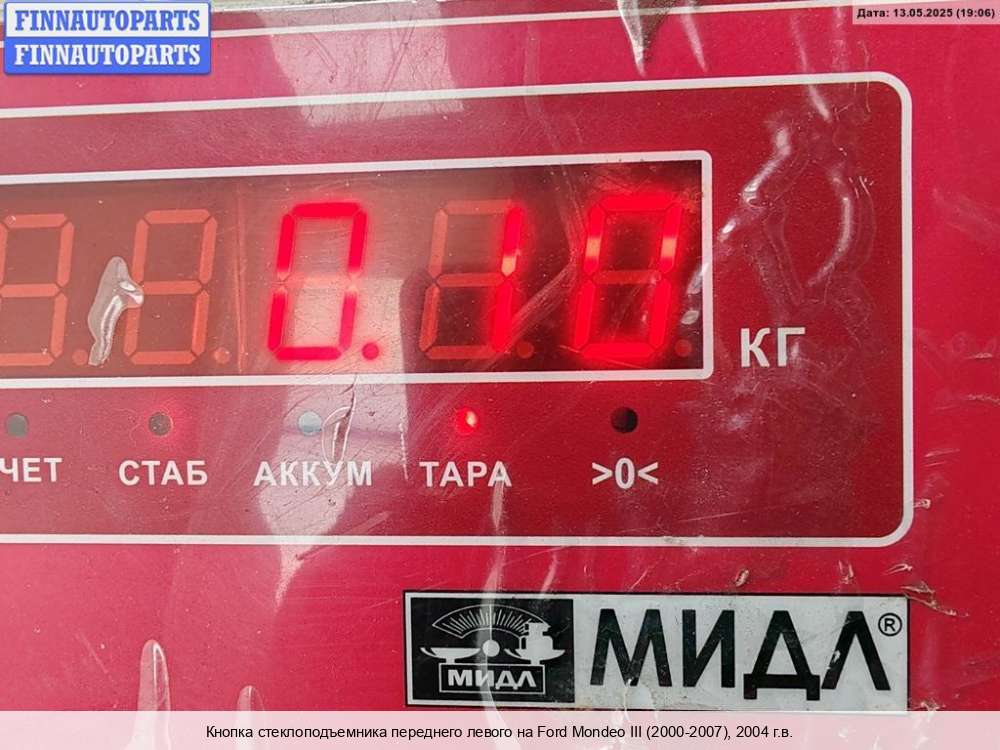 FINNAUTOPARTS
FINNAUTOPARTS
Дата: 13.05.2025 (19:06)
0.10
КГ
ЧЕТ СТАБ АККУМ ТАРА >0<
МИДЛ
МИДЛ®
Кнопка стеклоподъемника переднего левого на Ford Mondeo III (2000-2007), 2004 г.в.